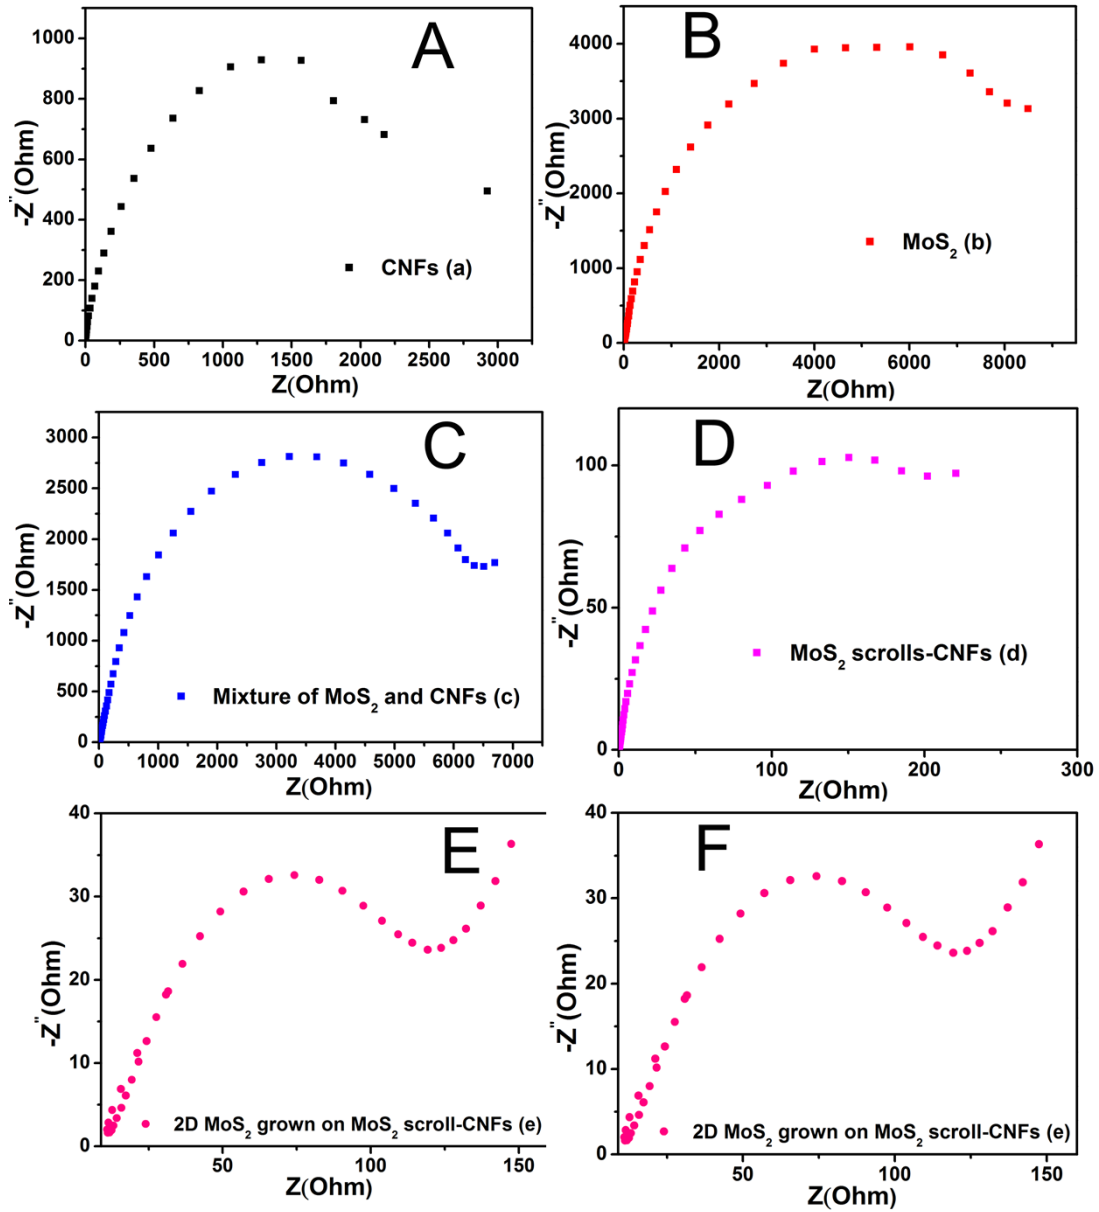 A
-Z"(Ohm)
1000
800
600
400
200
0
CNFs (a)
0 500 1000 1500 2000 2500 3000
Z(Ohm)
B
-Z"(Ohm)
4000
3000
2000
1000
0
MoS2 (b)
0 2000 4000 6000 8000
Z(Ohm)
C
-Z"(Ohm)
3000
2500
2000
1500
1000
500
0
Mixture of MoS2 and CNFs (c)
0 1000 2000 3000 4000 5000 6000 7000
Z(Ohm)
D
-Z"(Ohm)
100
50
0
MoS2 scrolls-CNFs (d)
0 100 200 300
Z(Ohm)
E
-Z"(Ohm)
40
30
20
10
0
2D MoS2 grown on MoS2 scroll-CNFs (e)
50 100 150
Z(Ohm)
F
-Z"(Ohm)
40
30
20
10
0
2D MoS2 grown on MoS2 scroll-CNFs (e)
50 100 150
Z(Ohm)